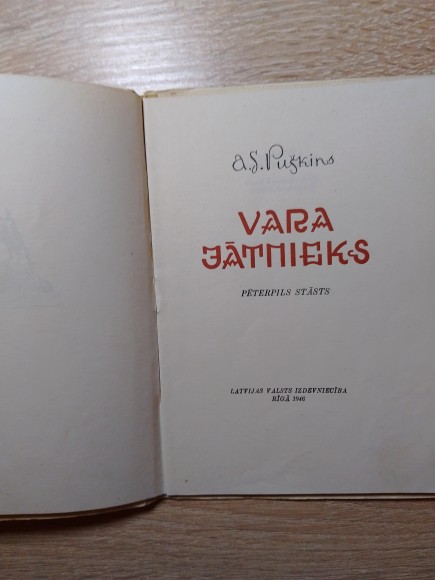 A.S. Puškins
VARA
JĀTNIEKS
PĒTERPILS STĀSTS
LATVIJAS VALSTS IZDEVNIECĪBA
RĪGĀ 1946